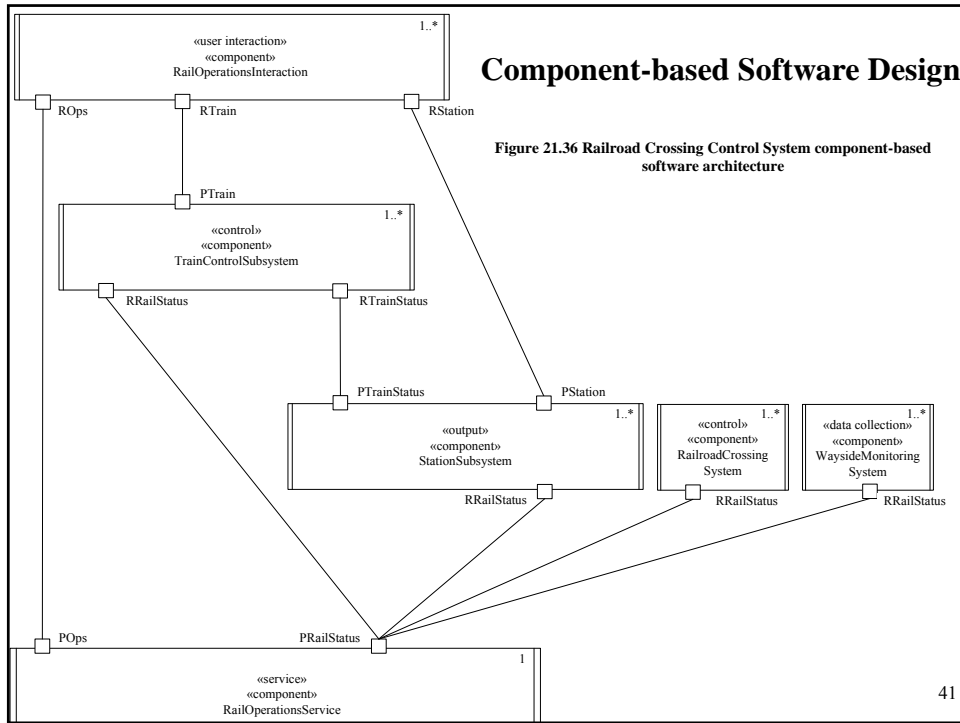 1..*
«user interaction»
«component»
RailOperationsInteraction
Component-based Software Design
ROps
RTrain
RStation
Figure 21.36 Railroad Crossing Control System component-based
software architecture
PTrain
1..*
«control»
«component»
TrainControlSubsystem
RRailStatus
RTrainStatus
PTrainStatus
PStation
1..*
«output»
«component»
StationSubsystem
1..*
«control»
«component»
RailroadCrossing
System
1..*
«data collection»
«component»
WaysideMonitoring
System
RRailStatus
RRailStatus
RRailStatus
POps
PRailStatus
1
«service»
«component»
RailOperationsService
41